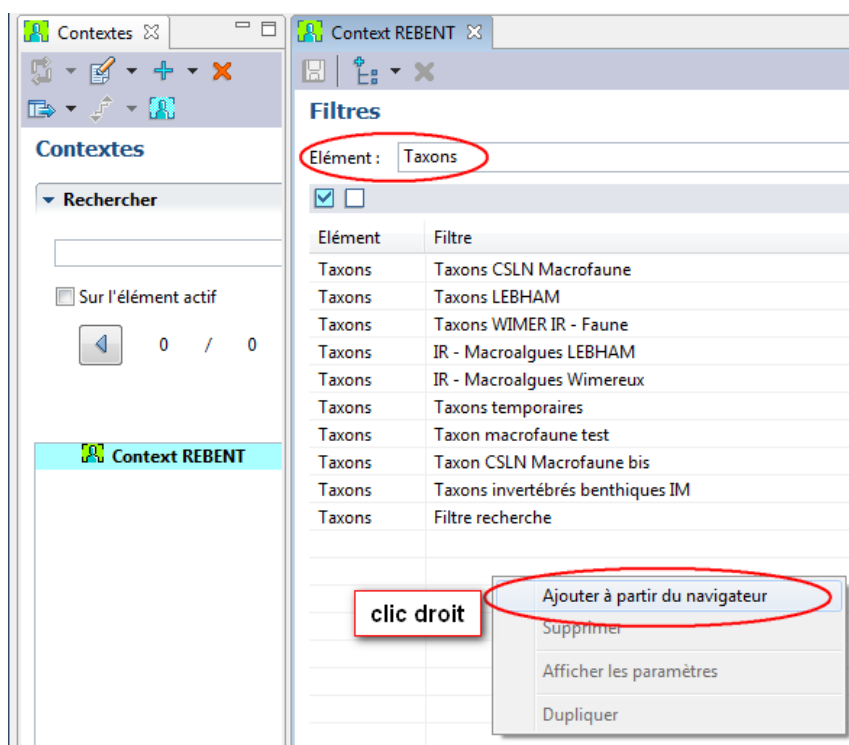 Contextes
Context REBENT
Contextes
Rechercher
Sur l'élément actif
0 / 0
Context REBENT
Filtres
Elément : Taxons
Elément Filtre
Taxons Taxons CSLN Macrofaune
Taxons Taxons LEBHAM
Taxons Taxons WIMER IR - Faune
Taxons IR - Macroalgues LEBHAM
Taxons IR - Macroalgues Wimereux
Taxons Taxons temporaires
Taxons Taxon macrofaune test
Taxons Taxon CSLN Macrofaune bis
Taxons Taxons invertébrés benthiques IM
Taxons Filtre recherche
clic droit
Ajouter à partir du navigateur
Supprimer
Afficher les paramètres
Dupliquer